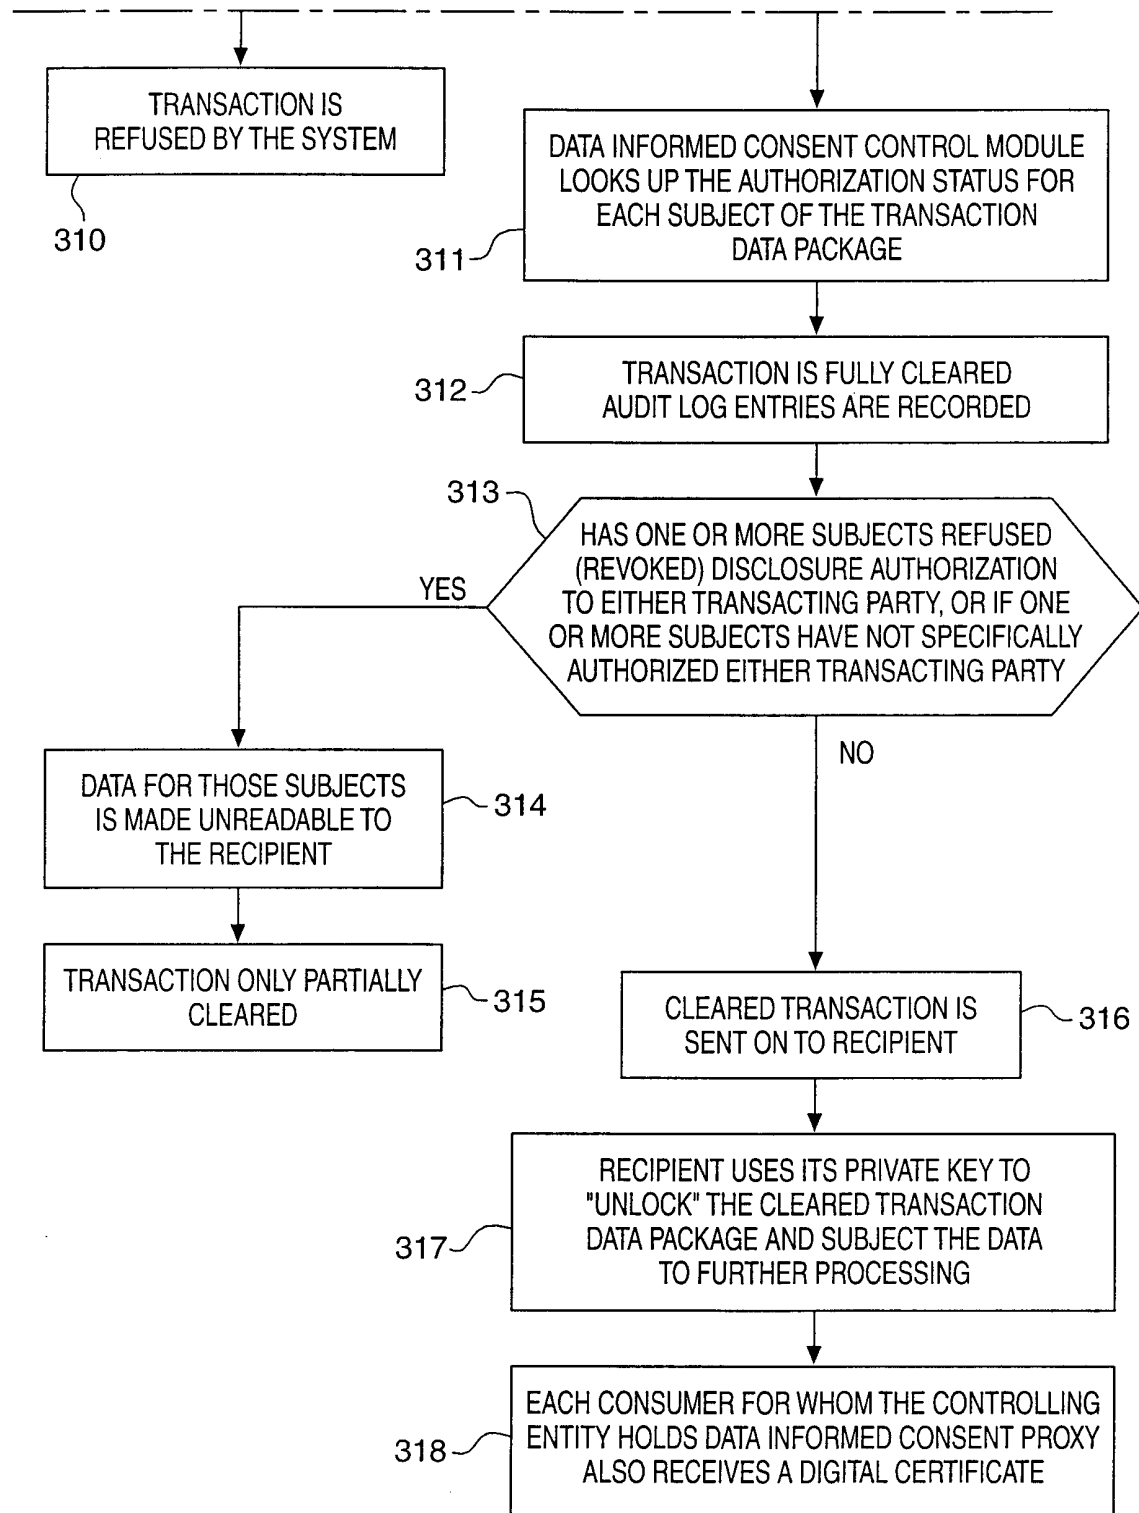 TRANSACTION IS
REFUSED BY THE SYSTEM
310
DATA INFORMED CONSENT CONTROL MODULE
LOOKS UP THE AUTHORIZATION STATUS FOR
EACH SUBJECT OF THE TRANSACTION
DATA PACKAGE
311
TRANSACTION IS FULLY CLEARED
AUDIT LOG ENTRIES ARE RECORDED
312
313
HAS ONE OR MORE SUBJECTS REFUSED
(REVOKED) DISCLOSURE AUTHORIZATION
TO EITHER TRANSACTING PARTY, OR IF ONE
OR MORE SUBJECTS HAVE NOT SPECIFICALLY
AUTHORIZED EITHER TRANSACTING PARTY
YES
NO
DATA FOR THOSE SUBJECTS
IS MADE UNREADABLE TO
THE RECIPIENT
314
TRANSACTION ONLY PARTIALLY
CLEARED
315
CLEARED TRANSACTION IS
SENT ON TO RECIPIENT
316
RECIPIENT USES ITS PRIVATE KEY TO
"UNLOCK" THE CLEARED TRANSACTION
DATA PACKAGE AND SUBJECT THE DATA
TO FURTHER PROCESSING
317
EACH CONSUMER FOR WHOM THE CONTROLLING
ENTITY HOLDS DATA INFORMED CONSENT PROXY
ALSO RECEIVES A DIGITAL CERTIFICATE
318